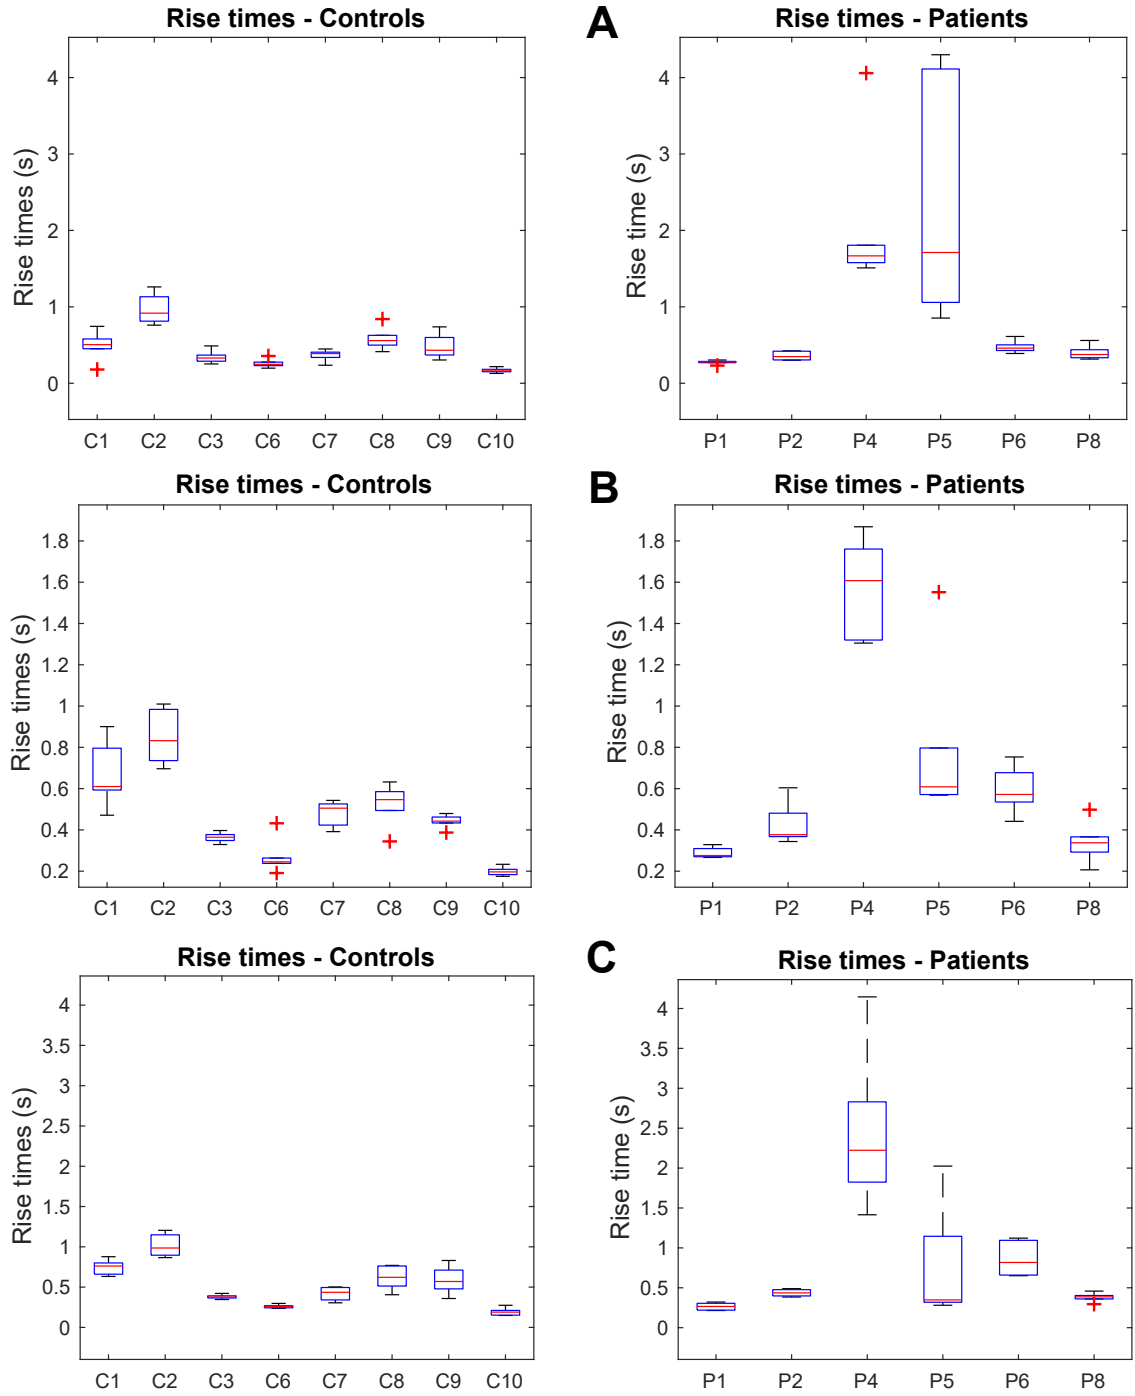 Rise times - Controls
A
Rise times - Patients
Rise times (s)
4
3
2
1
0
C1 C2 C3 C6 C7 C8 C9 C10
Rise time (s)
4
3
2
1
0
P1 P2 P4 P5 P6 P8
Rise times - Controls
B
Rise times - Patients
Rise times (s)
1.8
1.6
1.4
1.2
1
0.8
0.6
0.4
0.2
C1 C2 C3 C6 C7 C8 C9 C10
Rise time (s)
1.8
1.6
1.4
1.2
1
0.8
0.6
0.4
0.2
P1 P2 P4 P5 P6 P8
Rise times - Controls
C
Rise times - Patients
Rise times (s)
4
3.5
3
2.5
2
1.5
1
0.5
0
C1 C2 C3 C6 C7 C8 C9 C10
Rise time (s)
4
3.5
3
2.5
2
1.5
1
0.5
0
P1 P2 P4 P5 P6 P8